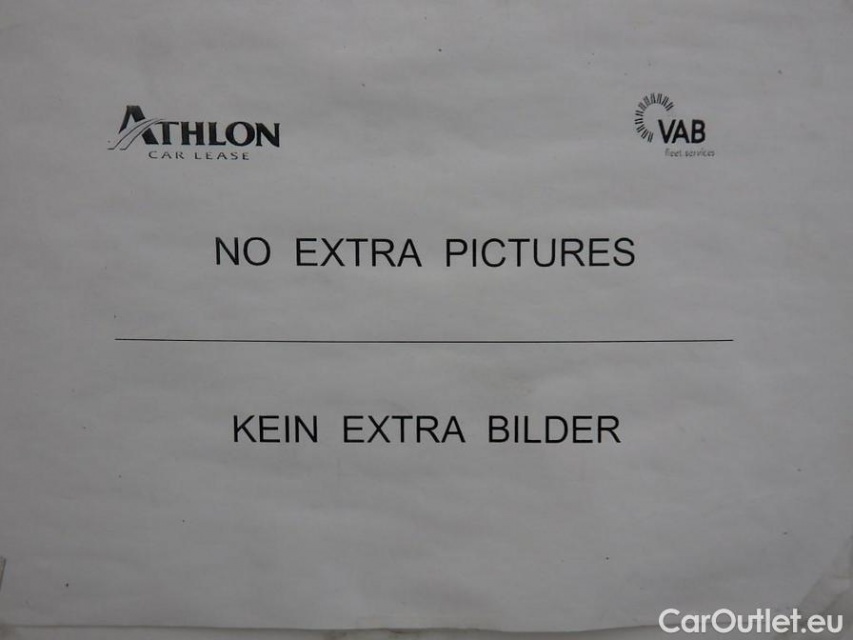 ATHLON
CAR LEASE
VAB
fleet services
NO EXTRA PICTURES
KEIN EXTRA BILDER
CarOutlet.eu